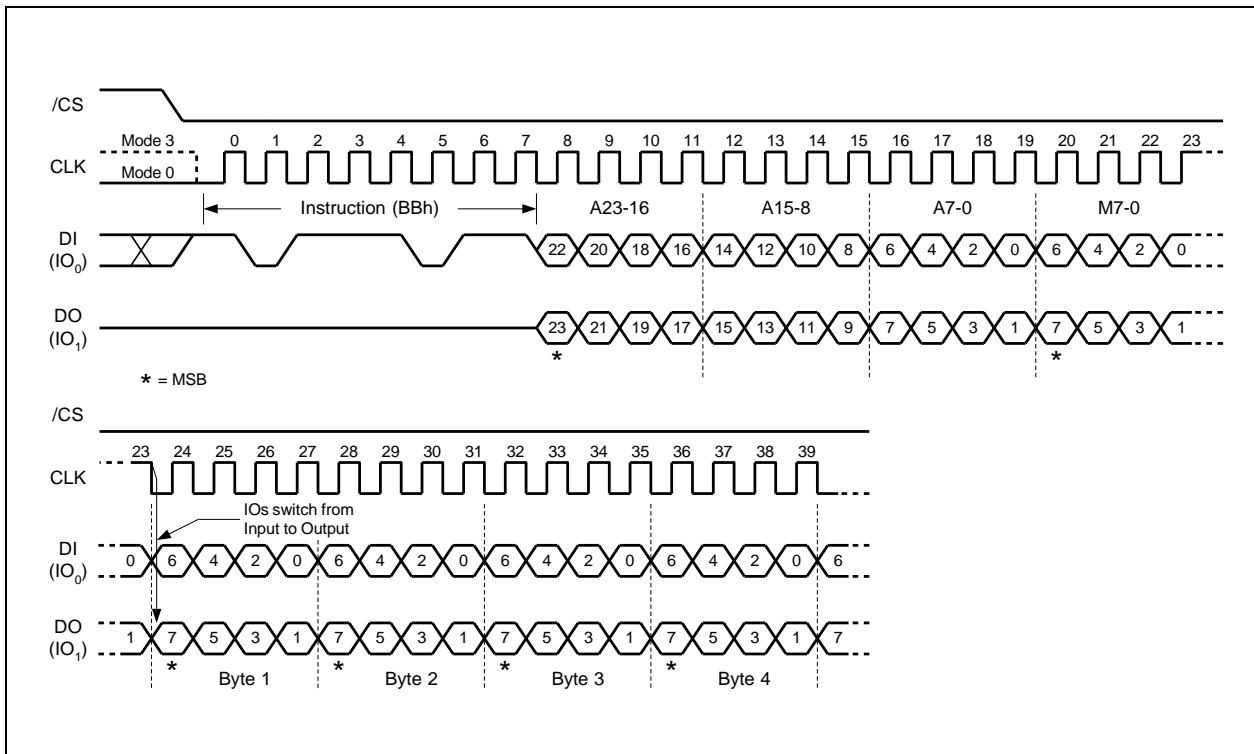 /CS
Mode 3 0 1 2 3 4 5 6 7 8 9 10 11 12 13 14 15 16 17 18 19 20 21 22 23
CLK
Mode 0
Instruction (BBh) A23-16 A15-8 A7-0 M7-0
DI
(IO0) 22 20 18 16 14 12 10 8 6 4 2 0 6 4 2 0
DO
(IO1) 23 21 19 17 15 13 11 9 7 5 3 1 7 5 3 1
* *
* = MSB
/CS
23 24 25 26 27 28 29 30 31 32 33 34 35 36 37 38 39
CLK
IOs switch from
Input to Output
DI
(IO0) 0 6 4 2 0 6 4 2 0 6 4 2 0 6 4 2 0 6
DO
(IO1) 1 7 5 3 1 7 5 3 1 7 5 3 1 7 5 3 1 7
* * * *
Byte 1 Byte 2 Byte 3 Byte 4